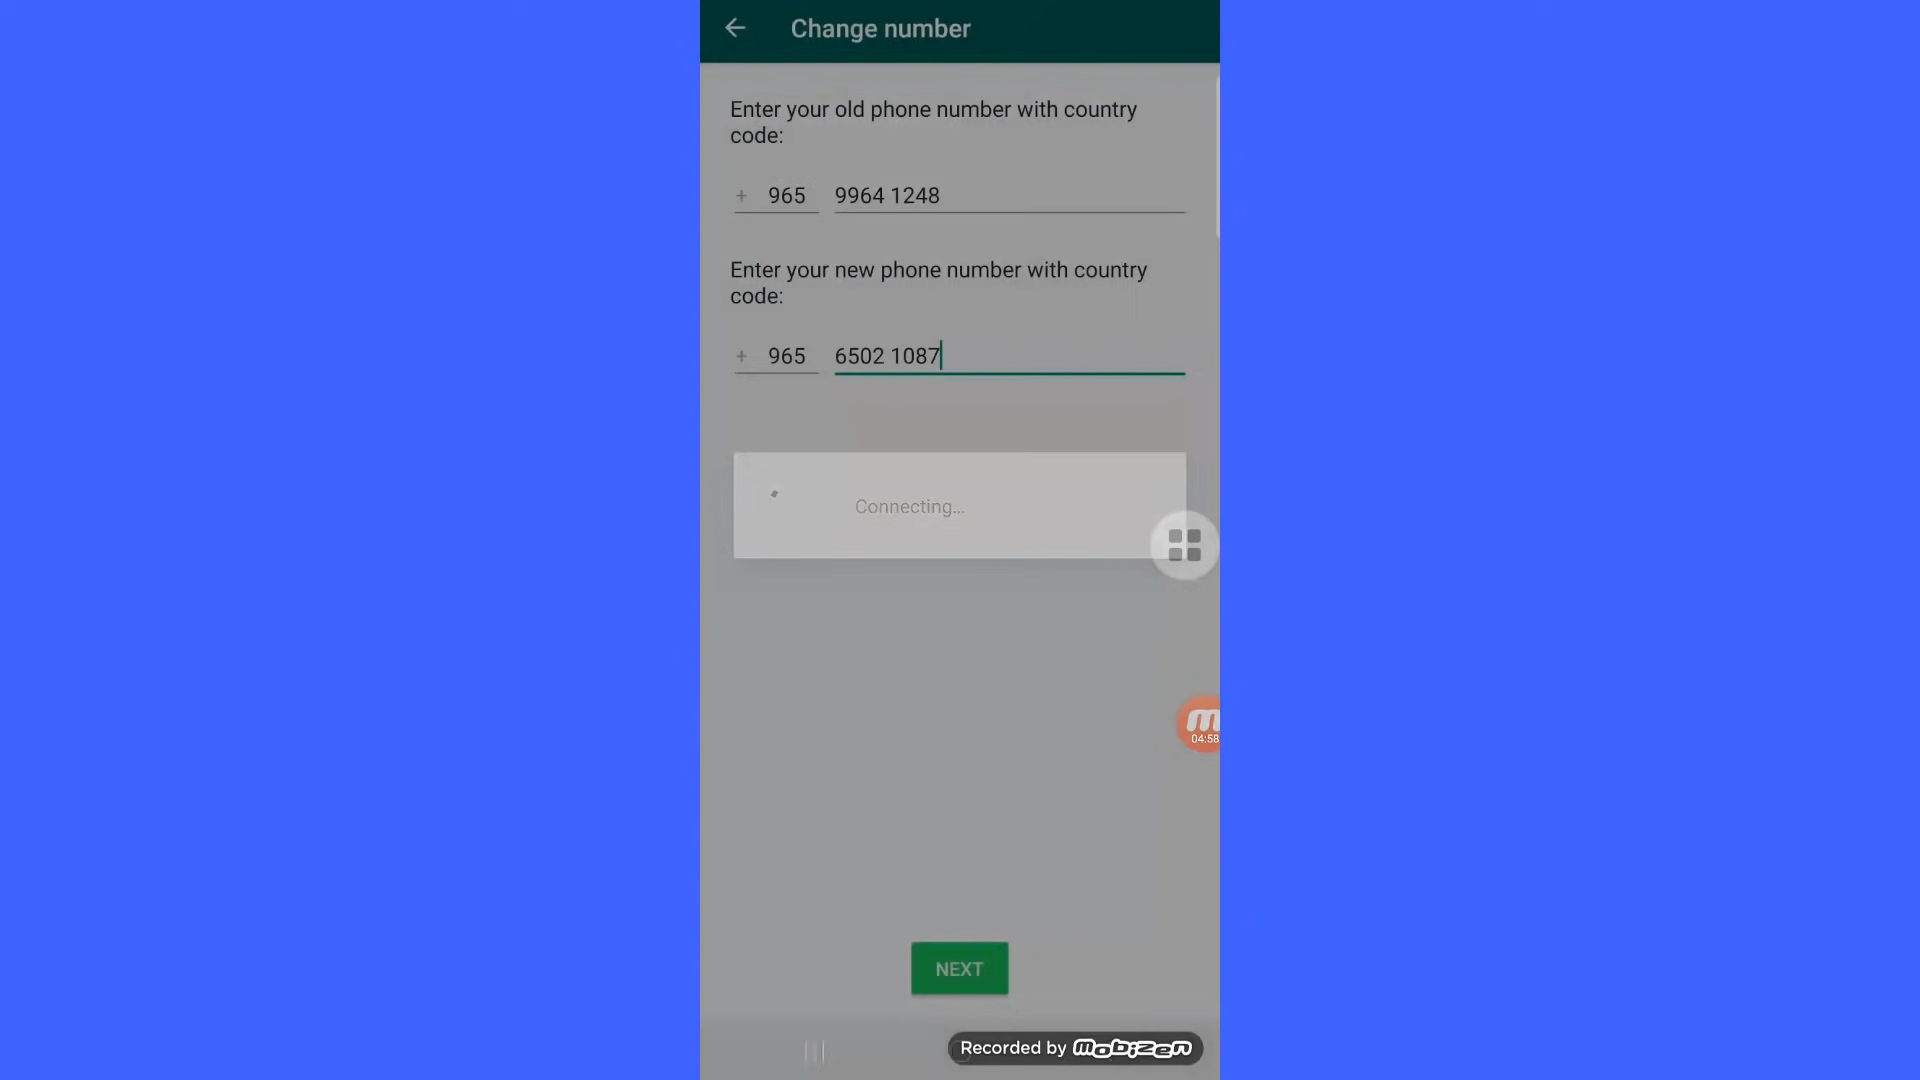 Change number
Enter your old phone number with country
code:
+ 965 9964 1248
Enter your new phone number with country
code:
+ 965 6502 1087
Connecting...
m
04:58
NEXT
Recorded by mobizen